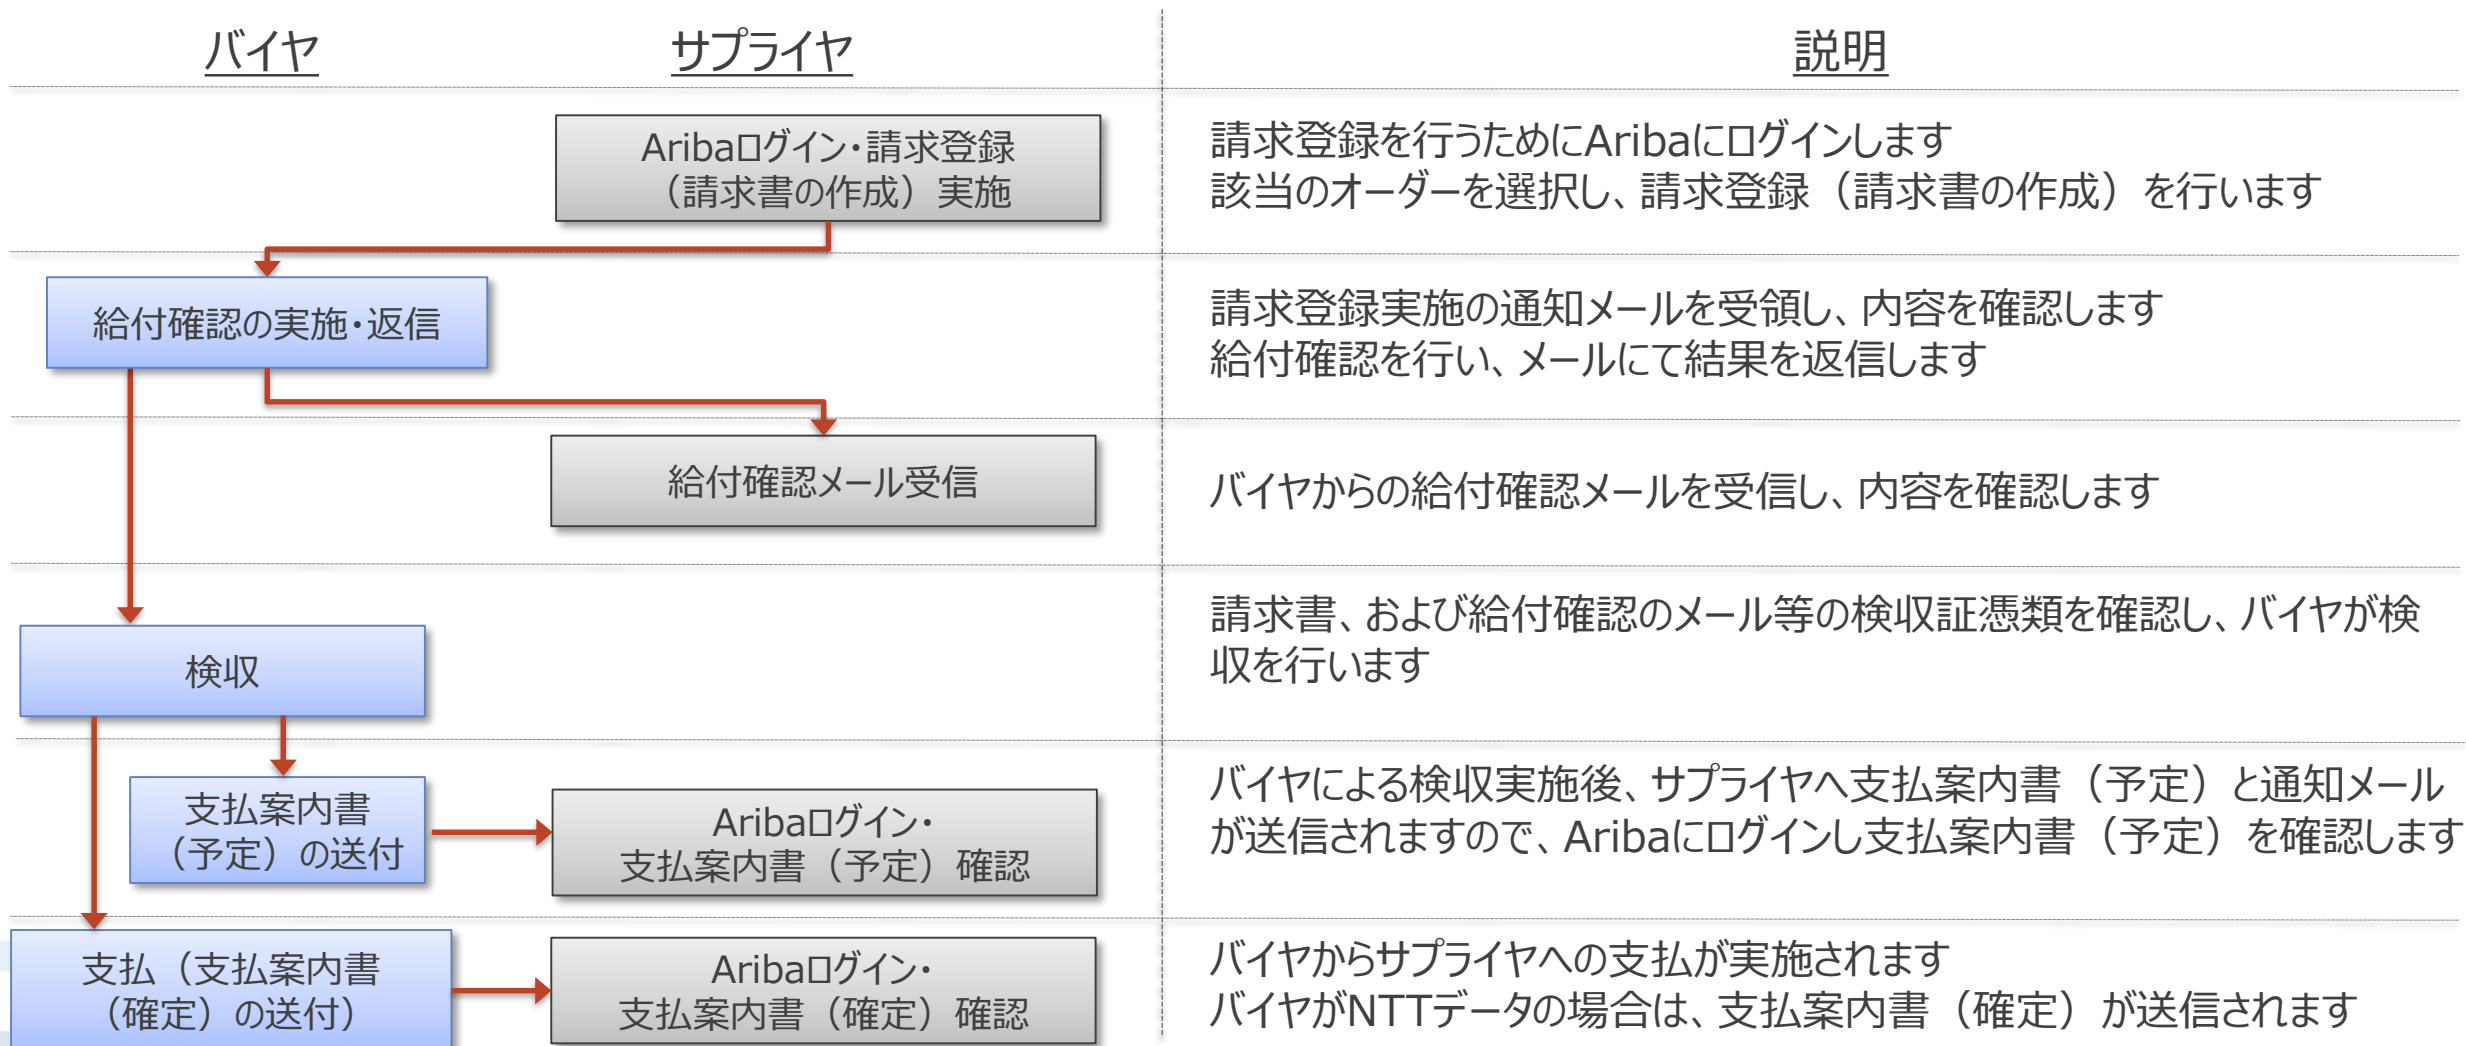 バイヤ
サプライヤ
説明
Aribaログイン・請求登録
（請求書の作成）実施
請求登録を行うためにAribaにログインします
該当のオーダーを選択し、請求登録（請求書の作成）を行います
給付確認の実施・返信
請求登録実施の通知メールを受領し、内容を確認します
給付確認を行い、メールにて結果を返信します
給付確認メール受信
バイヤからの給付確認メールを受信し、内容を確認します
検収
請求書、および給付確認のメール等の検収証憑類を確認し、バイヤが検
収を行います
支払案内書
（予定）の送付
Aribaログイン・
支払案内書（予定）確認
バイヤによる検収実施後、サプライヤへ支払案内書（予定）と通知メール
が送信されますので、Aribaにログインし支払案内書（予定）を確認します
支払（支払案内書
（確定）の送付）
Aribaログイン・
支払案内書（確定）確認
バイヤからサプライヤへの支払が実施されます
バイヤがNTTデータの場合は、支払案内書（確定）が送信されます